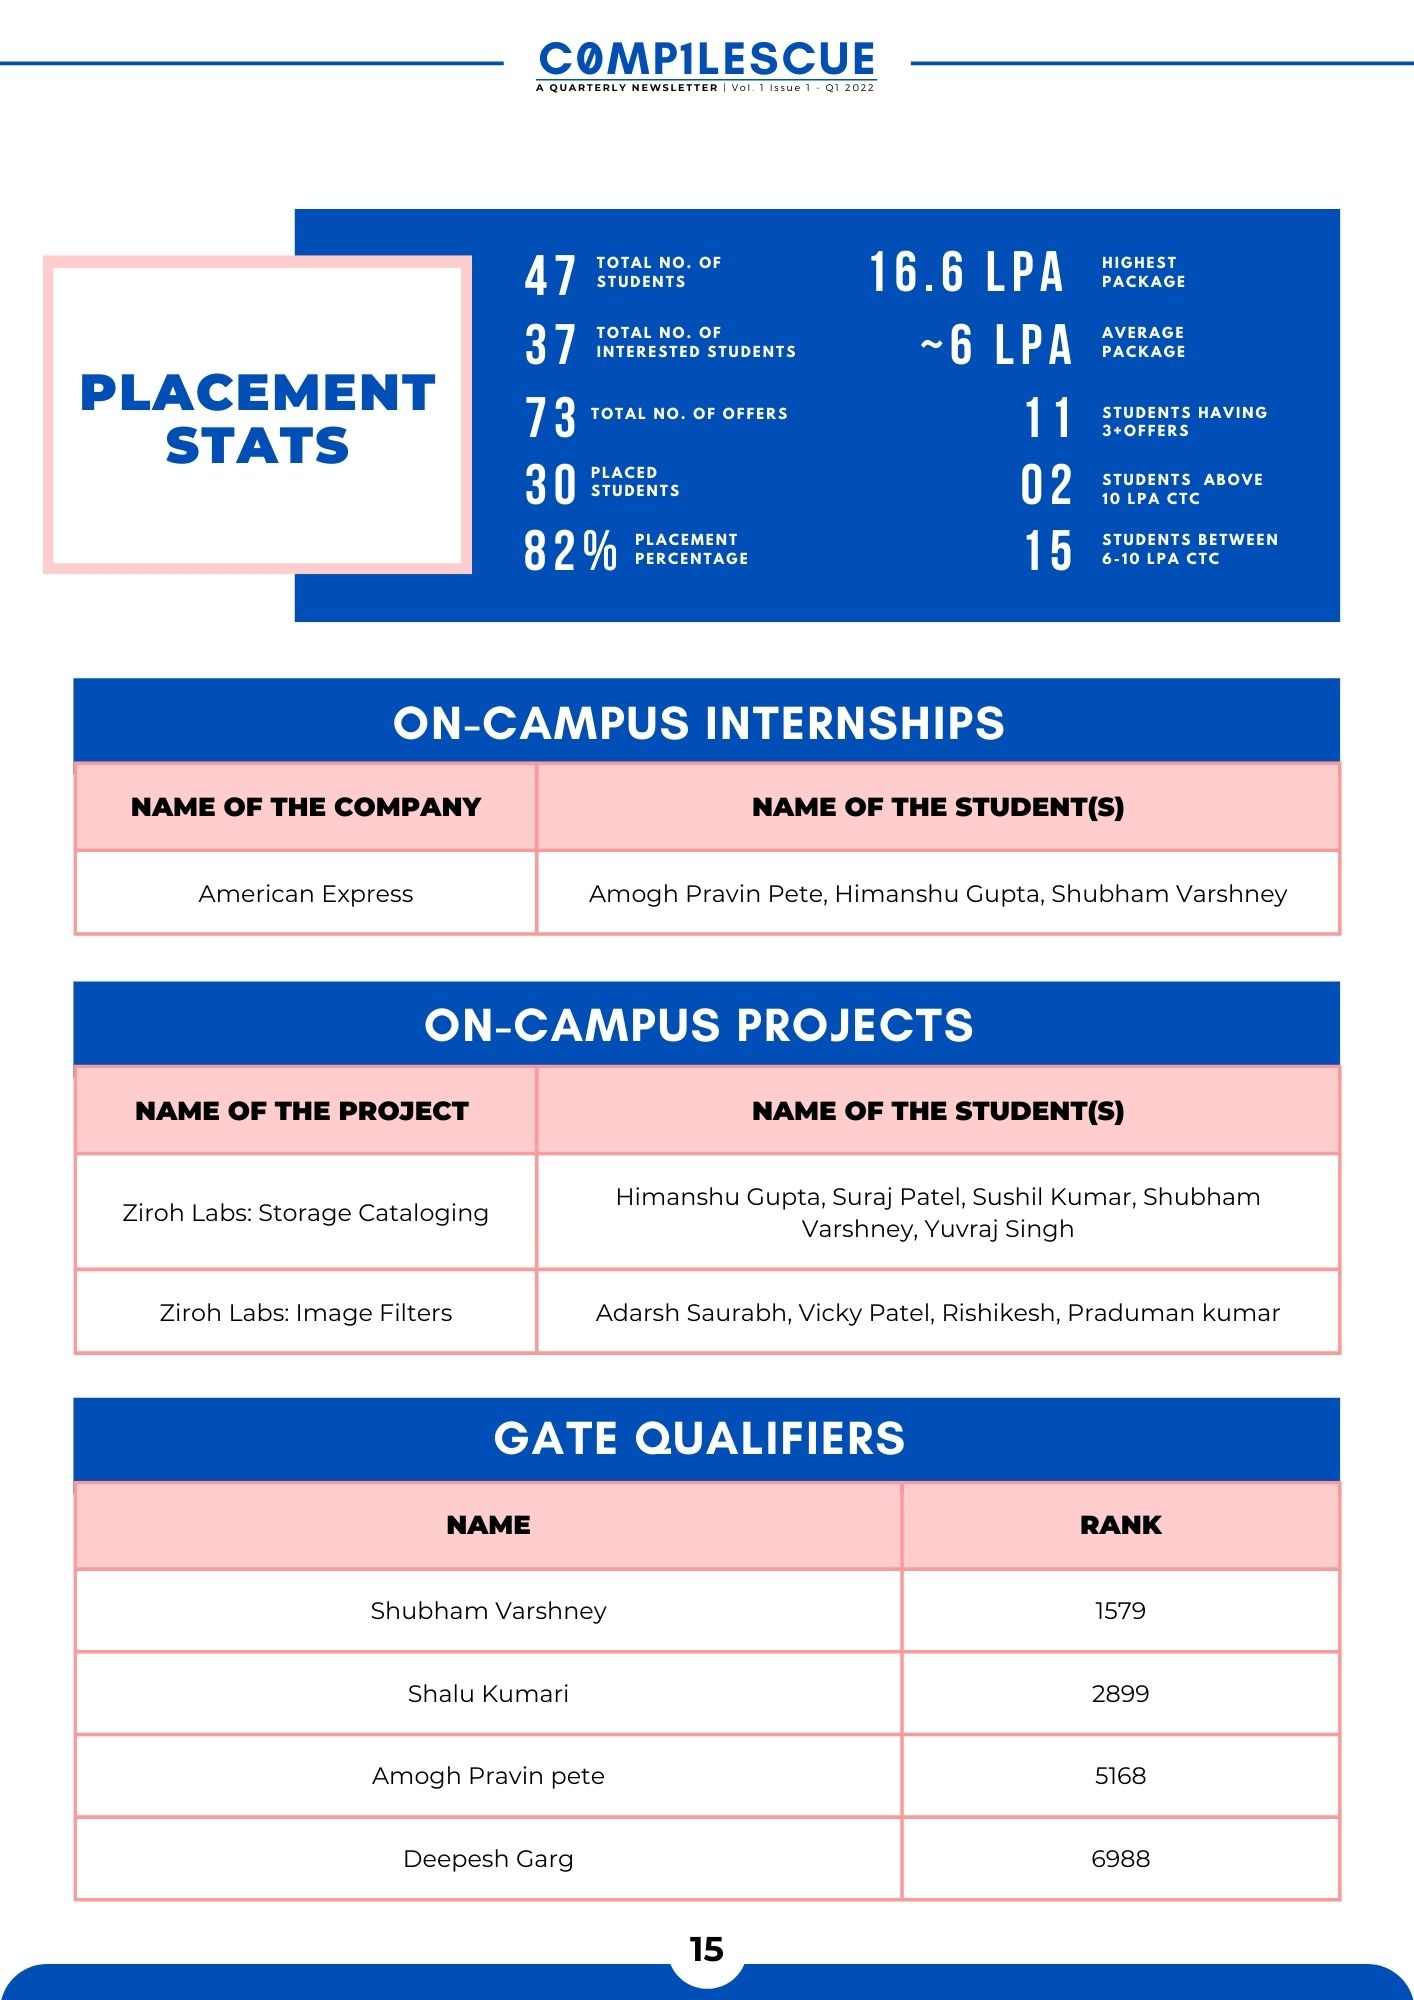 C0MP1LESCUE
A QUARTERLY NEWSLETTER | Vol. 1 Issue 1 - Q1 2022
PLACEMENT
STATS
47 TOTAL NO. OF
STUDENTS
37 TOTAL NO. OF
INTERESTED STUDENTS
73 TOTAL NO. OF OFFERS
30 PLACED
STUDENTS
82% PLACEMENT
PERCENTAGE
16.6 LPA HIGHEST
PACKAGE
~6 LPA AVERAGE
PACKAGE
11 STUDENTS HAVING
3+OFFERS
02 STUDENTS ABOVE
10 LPA CTC
15 STUDENTS BETWEEN
6-10 LPA CTC
ON-CAMPUS INTERNSHIPS
NAME OF THE COMPANY NAME OF THE STUDENT(S)
American Express Amogh Pravin Pete, Himanshu Gupta, Shubham Varshney
ON-CAMPUS PROJECTS
NAME OF THE PROJECT NAME OF THE STUDENT(S)
Ziroh Labs: Storage Cataloging Himanshu Gupta, Suraj Patel, Sushil Kumar, Shubham
Varshney, Yuvraj Singh
Ziroh Labs: Image Filters Adarsh Saurabh, Vicky Patel, Rishikesh, Praduman kumar
GATE QUALIFIERS
NAME RANK
Shubham Varshney 1579
Shalu Kumari 2899
Amogh Pravin pete 5168
Deepesh Garg 6988
15